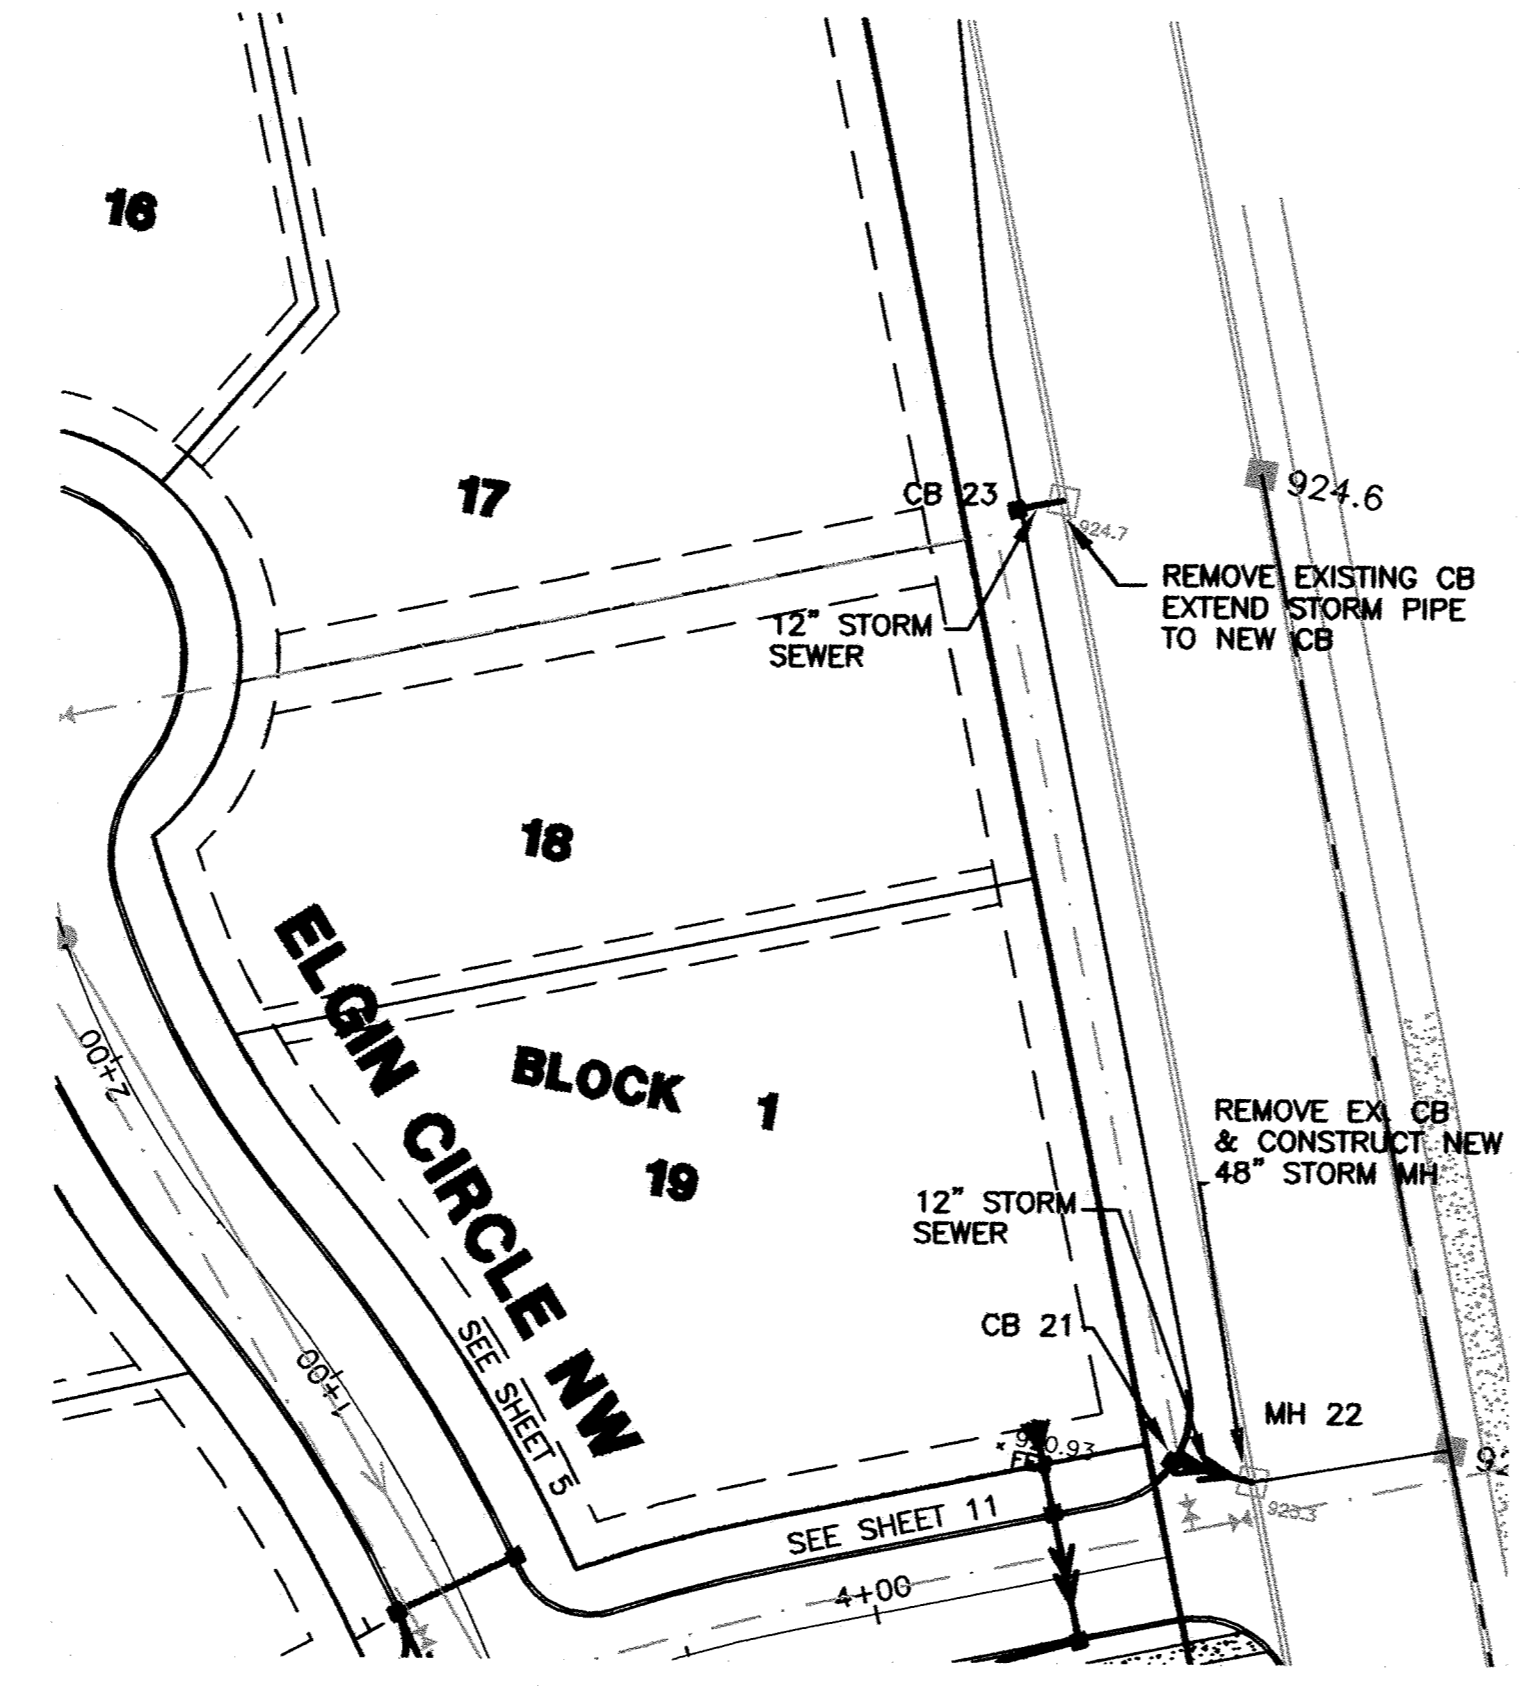 16
17
CB 23
924.6
924.7
REMOVE EXISTING CB
EXTEND STORM PIPE
TO NEW CB
12" STORM
SEWER
18
ELGIN CIRCLE NW
2+00
BLOCK 1
19
REMOVE EX. CB
& CONSTRUCT NEW
48" STORM MH
12" STORM
SEWER
CB 21
1+00
SEE SHEET 5
MH 22
SEE SHEET 11
4+00